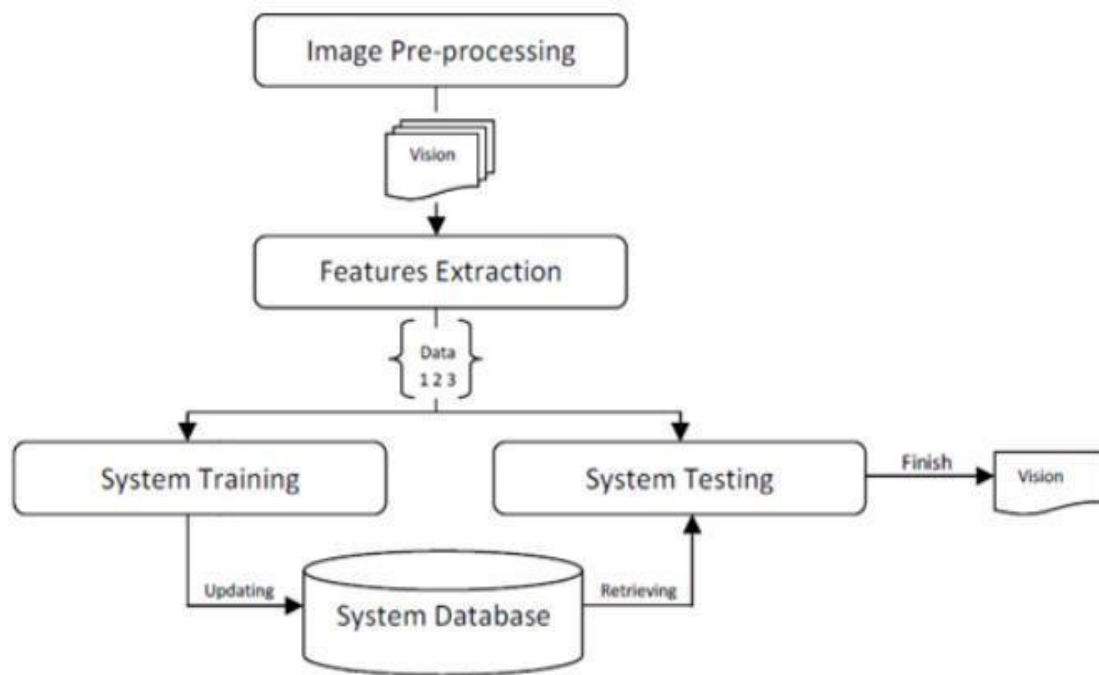 Image Pre-processing
Vision
Features Extraction
Data
1 2 3
System Training
System Testing
Finish
Vision
Updating
System Database
Retrieving